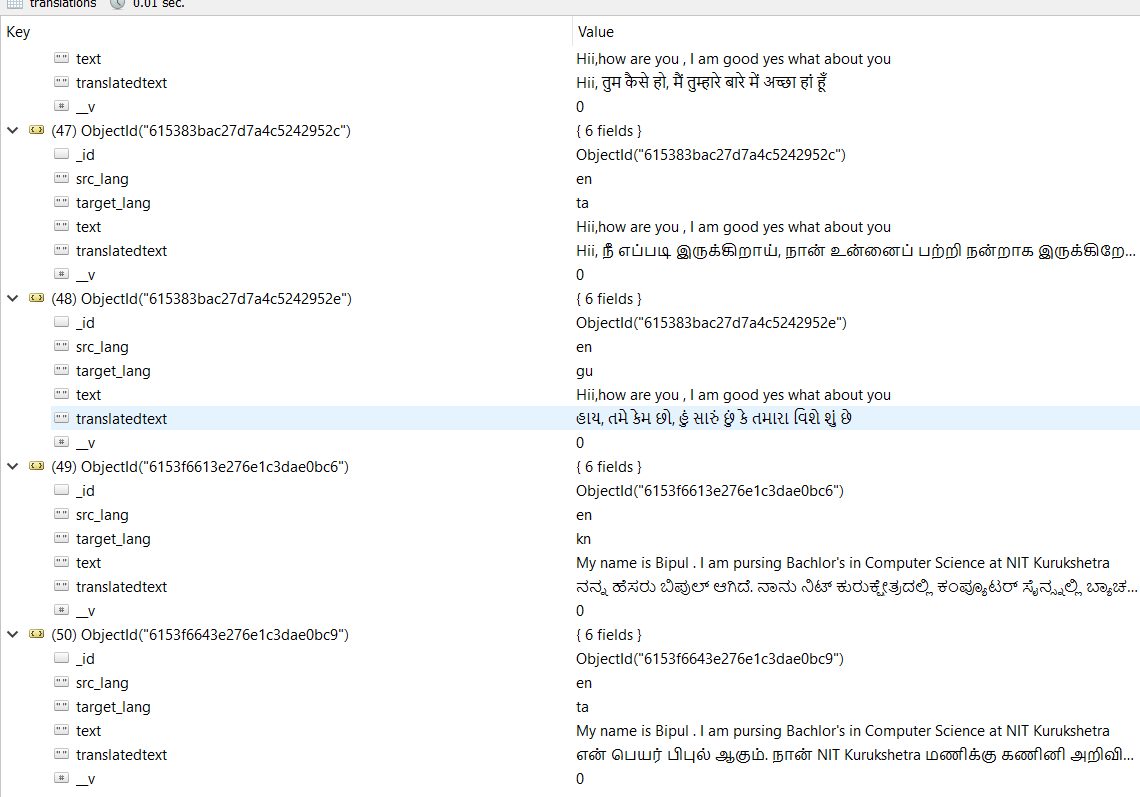 translations 0.01 sec.
Key Value
text Hii,how are you , I am good yes what about you
translatedtext Hii, तुम कैसे हो, मैं तुम्हारे बारे में अच्छा हां हूँ
__v 0
(47) ObjectId("615383bac27d7a4c5242952c") { 6 fields }
_id ObjectId("615383bac27d7a4c5242952c")
src_lang en
target_lang ta
text Hii,how are you , I am good yes what about you
translatedtext Hii, நீ எப்படி இருக்கிறாய், நான் உன்னைப் பற்றி நன்றாக இருக்கிறே...
__v 0
(48) ObjectId("615383bac27d7a4c5242952e") { 6 fields }
_id ObjectId("615383bac27d7a4c5242952e")
src_lang en
target_lang gu
text Hii,how are you , I am good yes what about you
translatedtext હાય, તમે કેમ છો, હું સારું છું કે તમારા વિશે શું છે
__v 0
(49) ObjectId("6153f6613e276e1c3dae0bc6") { 6 fields }
_id ObjectId("6153f6613e276e1c3dae0bc6")
src_lang en
target_lang kn
text My name is Bipul . I am pursing Bachlor's in Computer Science at NIT Kurukshetra
translatedtext ನನ್ನ ಹೆಸರು ಬಿಪುಲ್ ಆಗಿದೆ. ನಾನು ನಿಟ್ ಕುರುಕ್ಷೇತ್ರದಲ್ಲಿ ಕಂಪ್ಯೂಟರ್ ಸೈನ್ಸ್ನಲ್ಲಿ ಬ್ಯಾಚ...
__v 0
(50) ObjectId("6153f6643e276e1c3dae0bc9") { 6 fields }
_id ObjectId("6153f6643e276e1c3dae0bc9")
src_lang en
target_lang ta
text My name is Bipul . I am pursing Bachlor's in Computer Science at NIT Kurukshetra
translatedtext என் பெயர் பிபுல் ஆகும். நான் NIT Kurukshetra மணிக்கு கணினி அறிவி...
__v 0